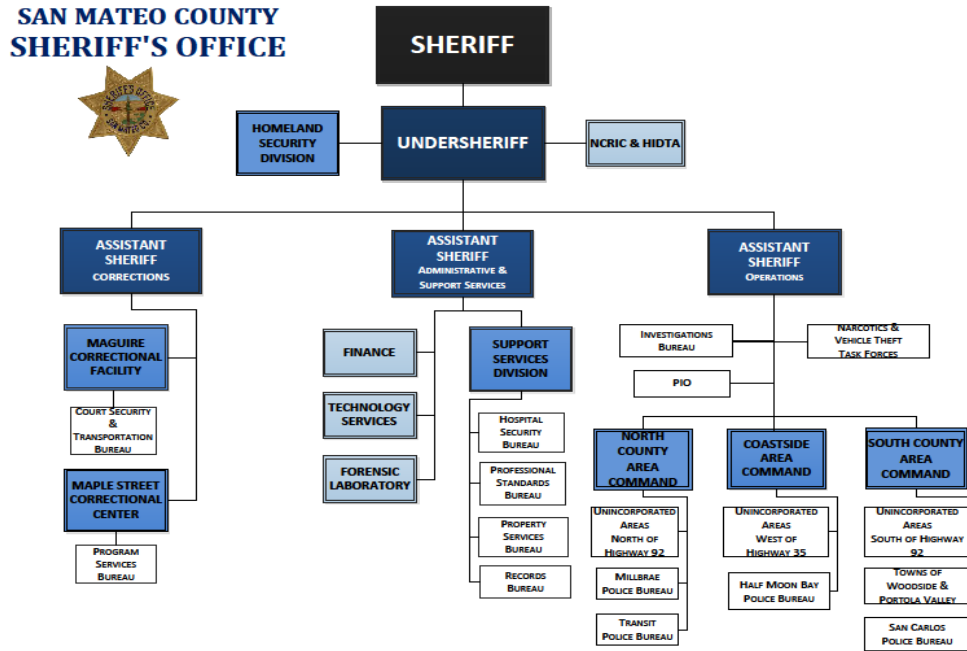 SAN MATEO COUNTY
SHERIFF'S OFFICE
SHERIFF'S OFFICE
SAN MATEO CO.
SHERIFF
HOMELAND
SECURITY
DIVISION
UNDERSHERIFF
NCRIC & HIDTA
ASSISTANT
SHERIFF
CORRECTIONS
ASSISTANT
SHERIFF
ADMINISTRATIVE &
SUPPORT SERVICES
ASSISTANT
SHERIFF
OPERATIONS
MAGUIRE
CORRECTIONAL
FACILITY
COURT SECURITY
&
TRANSPORTATION
BUREAU
MAPLE STREET
CORRECTIONAL
CENTER
PROGRAM
SERVICES
BUREAU
FINANCE
TECHNOLOGY
SERVICES
FORENSIC
LABORATORY
SUPPORT
SERVICES
DIVISION
HOSPITAL
SECURITY
BUREAU
PROFESSIONAL
STANDARDS
BUREAU
PROPERTY
SERVICES
BUREAU
RECORDS
BUREAU
INVESTIGATIONS
BUREAU
NARCOTICS &
VEHICLE THEFT
TASK FORCES
PIO
NORTH
COUNTY
AREA
COMMAND
UNINCORPORATED
AREAS
NORTH OF
HIGHWAY 92
MILLBRAE
POLICE BUREAU
TRANSIT
POLICE BUREAU
COASTSIDE
AREA
COMMAND
UNINCORPORATED
AREAS
WEST OF
HIGHWAY 35
HALF MOON BAY
POLICE BUREAU
SOUTH COUNTY
AREA
COMMAND
UNINCORPORATED
AREAS
SOUTH OF HIGHWAY
92
TOWNS OF
WOODSIDE &
PORTOLA VALLEY
SAN CARLOS
POLICE BUREAU